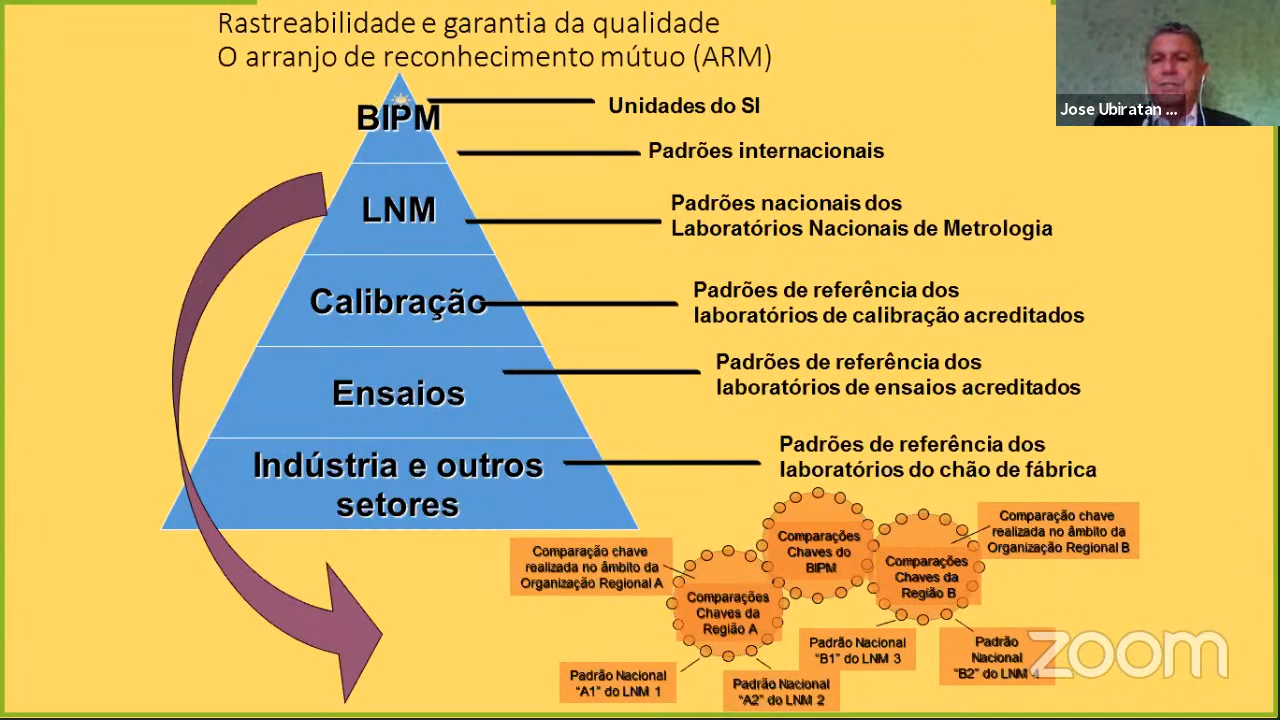 Rastreabilidade e garantia da qualidade
O arranjo de reconhecimento mútuo (ARM)
Jose Ubiratan ...
BIPM
Unidades do SI
Padrões internacionais
LNM
Padrões nacionais dos
Laboratórios Nacionais de Metrologia
Calibração
Padrões de referência dos
laboratórios de calibração acreditados
Ensaios
Padrões de referência dos
laboratórios de ensaios acreditados
Indústria e outros
setores
Padrões de referência dos
laboratórios do chão de fábrica
Comparação chave
realizada no âmbito da
Organização Regional A
Comparações
Chaves da
Região A
Comparações
Chaves do
BIPM
Comparações
Chaves da
Região B
Comparação chave
realizada no âmbito da
Organização Regional B
Padrão Nacional
“A1” do LNM 1
Padrão Nacional
“A2” do LNM 2
Padrão Nacional
“B1” do LNM 3
Padrão
Nacional
“B2” do LNM 4
zoom